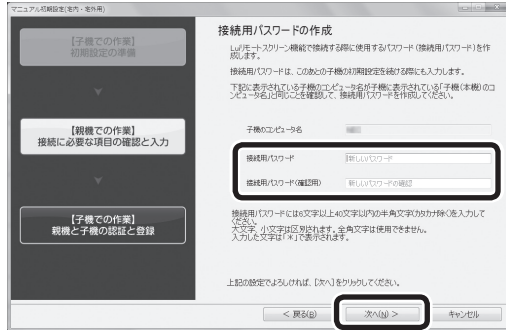 マニュアル初期設定(宅内・宅外用)
【子機での作業】
初期設定の準備
【親機での作業】
接続に必要な項目の確認と入力
【子機での作業】
親機と子機の認証と登録
接続用パスワードの作成
Luiリモートスクリーン機能で接続する際に使用するパスワード(接続用パスワード)を作
成します。
接続用パスワードは、このあとの子機の初期設定を続ける際にも入力します。
下記に表示されている子機のコンピュータ名が子機に表示されている「子機(本機)のコ
ンピュータ名」と同じことを確認して、接続用パスワードを作成してください。
子機のコンピュータ名
接続用パスワード 新しいパスワード
接続用パスワード(確認用) 新しいパスワードの確認
接続用パスワードには6文字以上40文字以内の半角文字(カタカナ除く)を入力して
ください。
大文字、小文字は区別されます。全角文字は使用できません。
入力した文字は「*」で表示されます。
上記の設定でよろしければ、[次へ]をクリックしてください。
< 戻る(B) 次へ(N) > キャンセル